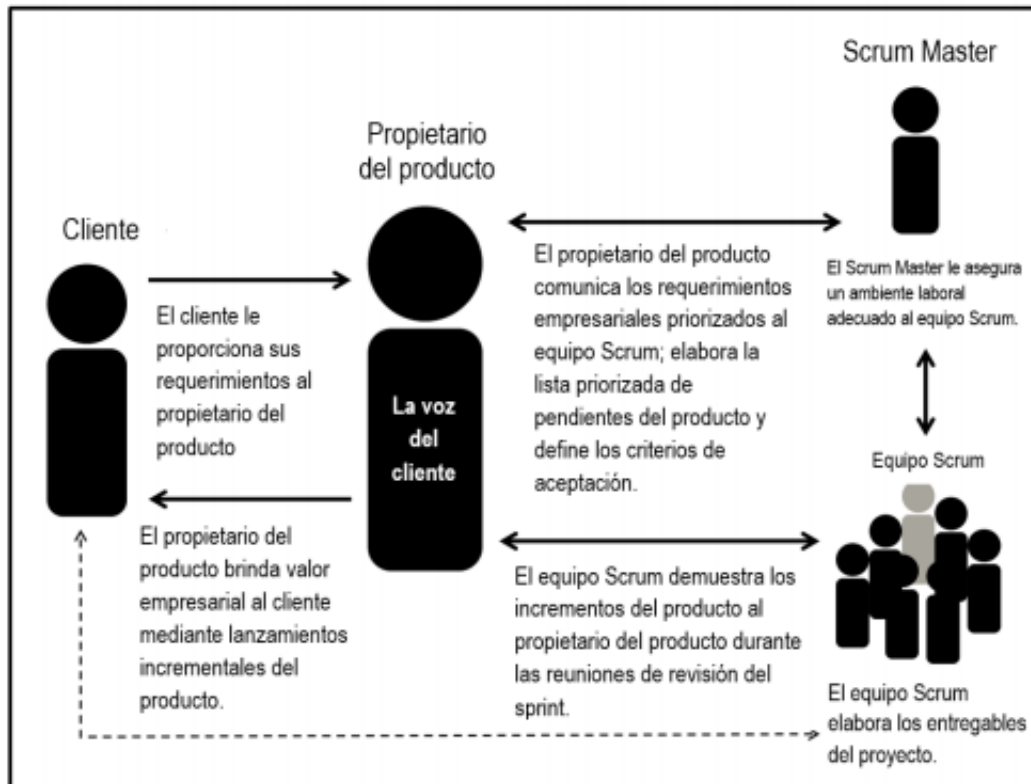 Scrum Master
Propietario
del producto
Cliente
El cliente le
proporciona sus
requerimientos al
propietario del
producto
La voz
del
cliente
El propietario del producto
comunica los requerimientos
empresariales priorizados al
equipo Scrum; elabora la
lista priorizada de
pendientes del producto y
define los criterios de
aceptación.
El Scrum Master le asegura
un ambiente laboral
adecuado al equipo Scrum.
Equipo Scrum
El propietario del
producto brinda valor
empresarial al cliente
mediante lanzamientos
incrementales del
producto.
El equipo Scrum demuestra los
incrementos del producto al
propietario del producto durante
las reuniones de revisión del
sprint.
El equipo Scrum
elabora los entregables
del proyecto.